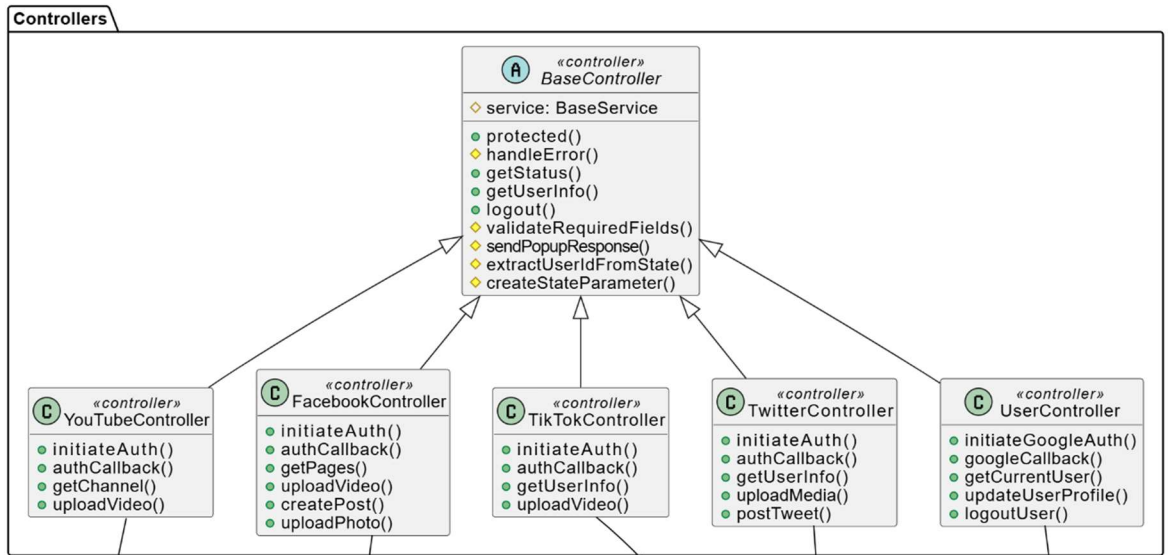 Controllers
A
«controller»
BaseController
service: BaseService
protected()
handleError()
getStatus()
getUserInfo()
logout()
validateRequiredFields()
sendPopupResponse()
extractUserIdFromState()
createStateParameter()
C
«controller»
YouTubeController
initiateAuth()
authCallback()
getChannel()
uploadVideo()
C
«controller»
FacebookController
initiateAuth()
authCallback()
getPages()
uploadVideo()
createPost()
uploadPhoto()
C
«controller»
TikTokController
initiateAuth()
authCallback()
getUserInfo()
uploadVideo()
C
«controller»
TwitterController
initiateAuth()
authCallback()
getUserInfo()
uploadMedia()
postTweet()
C
«controller»
UserController
initiateGoogleAuth()
googleCallback()
getCurrentUser()
updateUserProfile()
logoutUser()